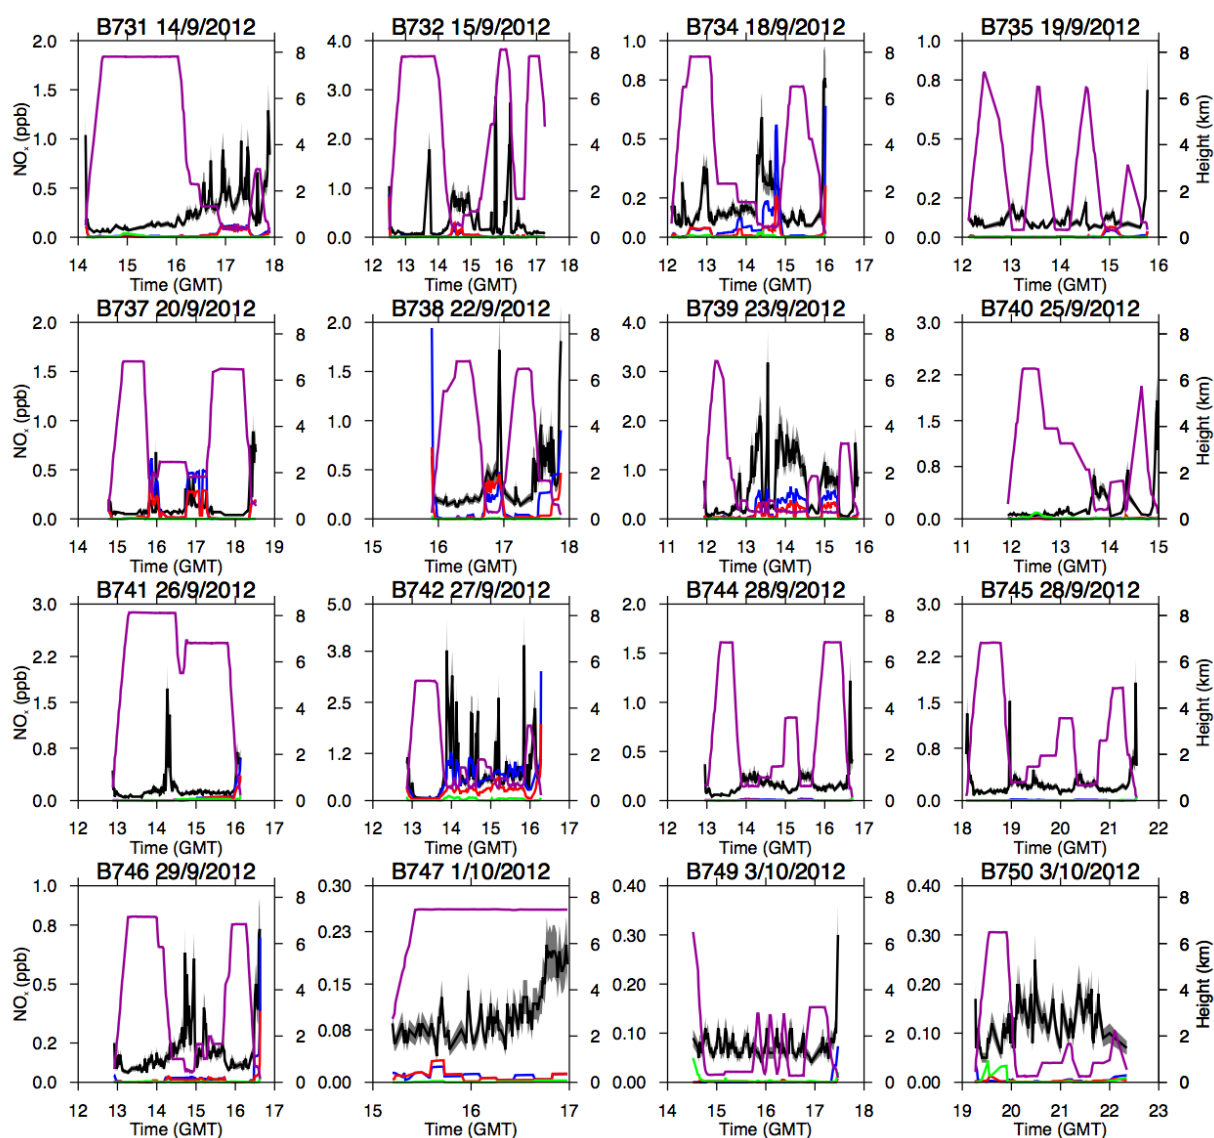 B731 14/9/2012
B732 15/9/2012
B734 18/9/2012
B735 19/9/2012
2.0 8 4.0 8 1.0 8 1.0 8
1.5 6 3.0 6 0.8 6 0.8 6
1.0 4 2.0 4 0.5 4 0.5 4
0.5 2 1.0 2 0.2 2 0.2 2
0.0 0 0.0 0 0.0 0 0.0 0
NOx (ppb)
Height (km)
14 15 16 17 18
12 13 14 15 16 17 18
12 13 14 15 16 17
12 13 14 15 16
Time (GMT)
Time (GMT)
Time (GMT)
Time (GMT)
B737 20/9/2012
B738 22/9/2012
B739 23/9/2012
B740 25/9/2012
2.0 8 2.0 8 4.0 8 3.0 8
1.5 6 1.5 6 3.0 6 2.2 6
1.0 4 1.0 4 2.0 4 1.5 4
0.5 2 0.5 2 1.0 2 0.8 2
0.0 0 0.0 0 0.0 0 0.0 0
NOx (ppb)
Height (km)
14 15 16 17 18 19
15 16 17 18
11 12 13 14 15 16
11 12 13 14 15
Time (GMT)
Time (GMT)
Time (GMT)
Time (GMT)
B741 26/9/2012
B742 27/9/2012
B744 28/9/2012
B745 28/9/2012
3.0 8 5.0 8 2.0 8 3.0 8
2.2 6 3.8 6 1.5 6 2.2 6
1.5 4 2.5 4 1.0 4 1.5 4
0.8 2 1.2 2 0.5 2 0.8 2
0.0 0 0.0 0 0.0 0 0.0 0
NOx (ppb)
Height (km)
12 13 14 15 16 17
12 13 14 15 16 17
12 13 14 15 16 17
18 19 20 21 22
Time (GMT)
Time (GMT)
Time (GMT)
Time (GMT)
B746 29/9/2012
B747 1/10/2012
B749 3/10/2012
B750 3/10/2012
1.0 8 0.30 8 0.40 8 0.40 8
0.8 6 0.23 6 0.30 6 0.30 6
0.5 4 0.15 4 0.20 4 0.20 4
0.2 2 0.08 2 0.10 2 0.10 2
0.0 0 0.00 0 0.00 0 0.00 0
NOx (ppb)
Height (km)
12 13 14 15 16 17
15 16 17
14 15 16 17 18
19 20 21 22 23
Time (GMT)
Time (GMT)
Time (GMT)
Time (GMT)